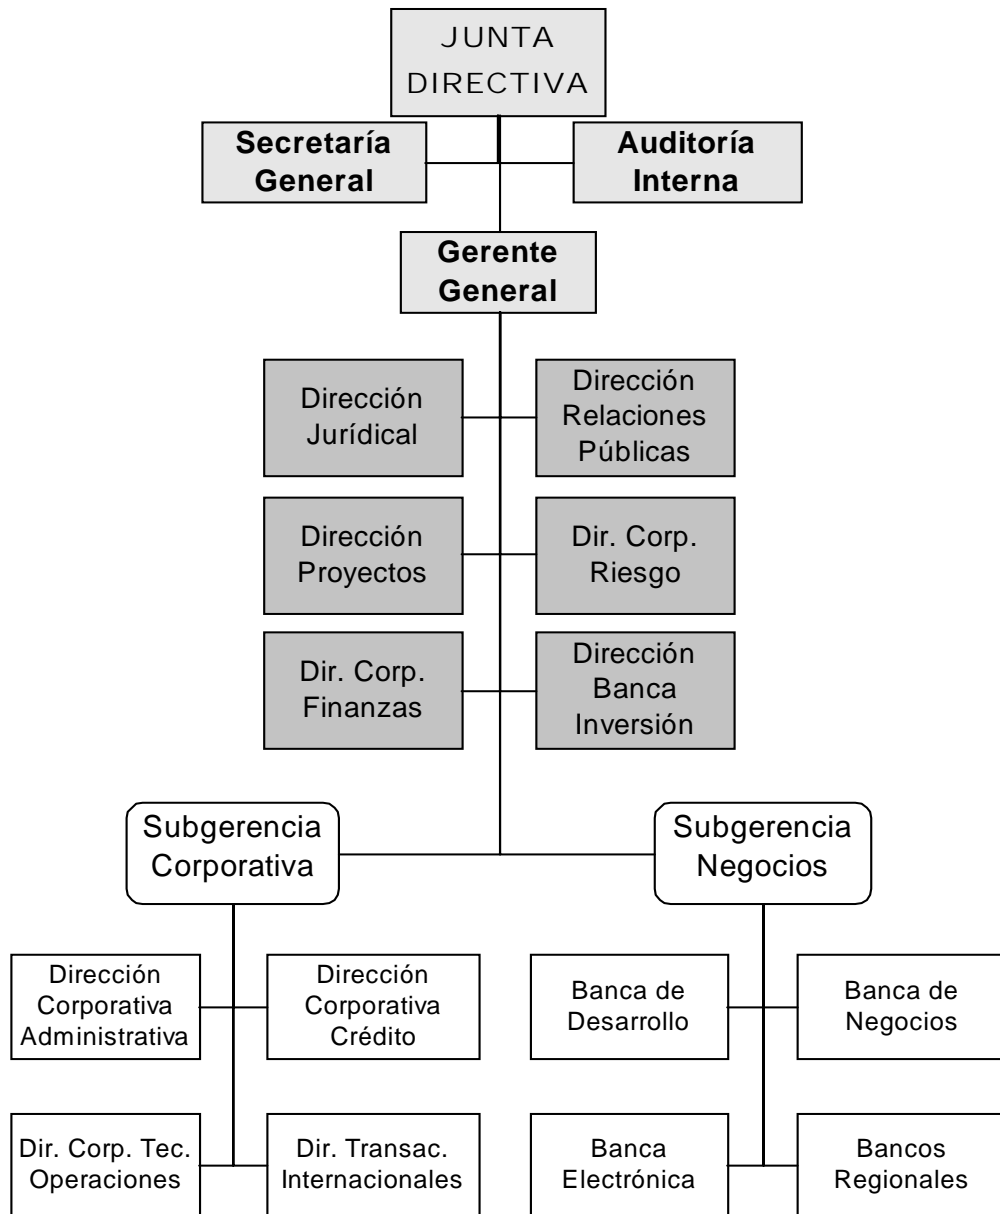 JUNTA
DIRECTIVA
Secretaría
General
Auditoría
Interna
Gerente
General
Dirección
Jurídical
Dirección
Relaciones
Públicas
Dirección
Proyectos
Dir. Corp.
Riesgo
Dir. Corp.
Finanzas
Dirección
Banca
Inversión
Subgerencia
Corporativa
Subgerencia
Negocios
Dirección
Corporativa
Administrativa
Dirección
Corporativa
Crédito
Banca de
Desarrollo
Banca de
Negocios
Dir. Corp. Tec.
Operaciones
Dir. Transac.
Internacionales
Banca
Electrónica
Bancos
Regionales